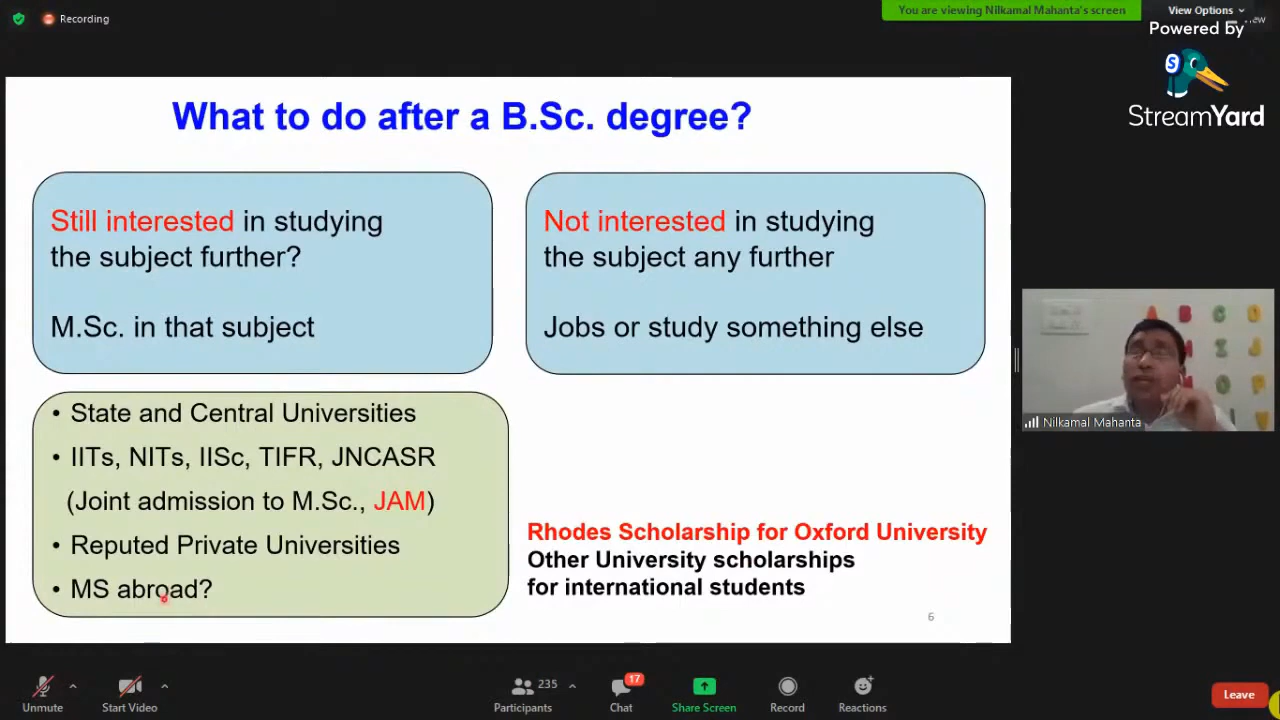 Recording
You are viewing Nilkamal Mahanta's screen
View Options
Powered by
StreamYard
What to do after a B.Sc. degree?
Still interested in studying
the subject further?
M.Sc. in that subject
Not interested in studying
the subject any further
Jobs or study something else
• State and Central Universities
• IITs, NITs, IISc, TIFR, JNCASR
(Joint admission to M.Sc., JAM)
• Reputed Private Universities
• MS abroad?
Rhodes Scholarship for Oxford University
Other University scholarships
for international students
6
Nilkamal Mahanta
Unmute
Start Video
235
Participants
17
Chat
Share Screen
Record
Reactions
Leave